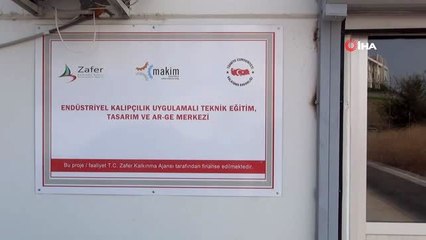 iHA
Zafer
makim
ENDÜSTRİYEL KALIPÇILIK UYGULAMALI TEKNİK EĞİTİM,
TASARIM VE AR-GE MERKEZİ
Bu proje / faaliyet T.C. Zafer Kalkınma Ajansı tarafından finanse edilmektedir.